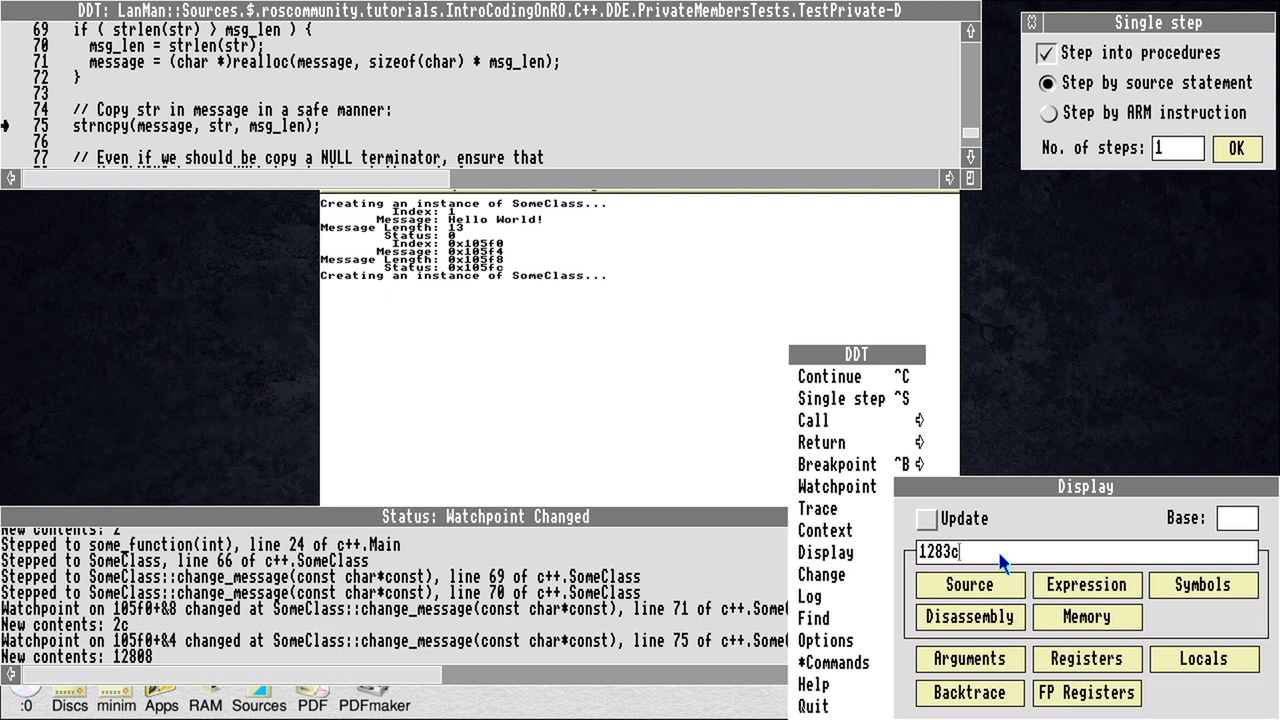 DDT: LanMan::Sources.$.roscommunity.tutorials.IntroCodingOnRO.C++.DDE.PrivateMembersTests.TestPrivate-D
69 if ( strlen(str) > msg_len ) {
70 msg_len = strlen(str);
71 message = (char *)realloc(message, sizeof(char) * msg_len);
72 }
73
74 // Copy str in message in a safe manner:
75 strncpy(message, str, msg_len);
76
77 // Even if we should be copy a NULL terminator, ensure that
Single step
Step into procedures
Step by source statement
Step by ARM instruction
No. of steps: 1 OK
Creating an instance of SomeClass...
Index: 1
Message: Hello World!
Message Length: 13
Status: 0
Index: 0x105f0
Message: 0x105f4
Message Length: 0x105f8
Status: 0x105fc
Creating an instance of SomeClass...
DDT
Continue ^C
Single step ^S
Call
Return
Breakpoint ^B
Watchpoint
Trace
Context
Display
Change
Log
Find
Options
*Commands
Help
Quit
Display
Update Base:
1283c
Source Expression Symbols
Disassembly Memory
Arguments Registers Locals
Backtrace FP Registers
Status: Watchpoint Changed
New contents: 2
Stepped to some_function(int), line 24 of c++.Main
Stepped to SomeClass, line 66 of c++.SomeClass
Stepped to SomeClass::change_message(const char*const), line 69 of c++.SomeClass
Stepped to SomeClass::change_message(const char*const), line 70 of c++.SomeClass
Watchpoint on 105f0+&8 changed at SomeClass::change_message(const char*const), line 71 of c++.SomeC
New contents: 2c
Watchpoint on 105f0+&4 changed at SomeClass::change_message(const char*const), line 75 of c++.SomeC
New contents: 12808
:0 Discs minim Apps RAM Sources PDF PDFmaker